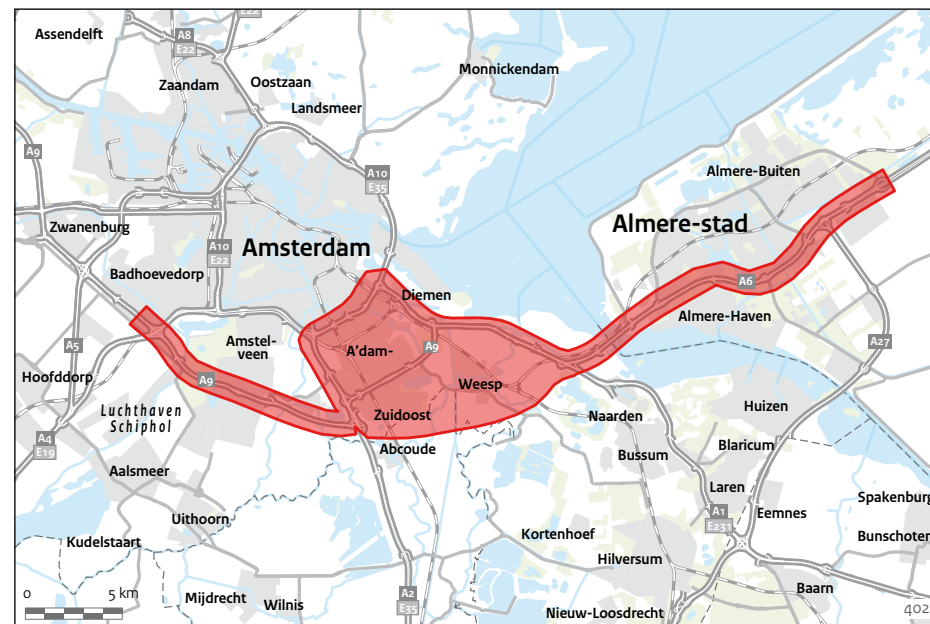 E22
Assendelft
A8
E22
Zaandam
Oostzaan
Monnickendam
Landsmeer
A9
A10
E35
Almere-Buiten
Zwanenburg
A10
E22
Amsterdam
Almere-stad
Badhoevedorp
A6
Diemen
Almere-Haven
A5
Amstel-
veen
A'dam-
A9
A27
Hoofddorp
A9
Weesp
Luchthaven
Schiphol
Zuidoost
Naarden
Huizen
A4
E19
Abcoude
Bussum
Blaricum
Aalsmeer
Laren
Spakenburg
Uithoorn
A1
E231
Eemnes
Kudelstaart
Kortenhoef
Bunschoten
Hilversum
0 5 km
Mijdrecht
Wilnis
A2
E35
Baarn
Nieuw-Loosdrecht
402